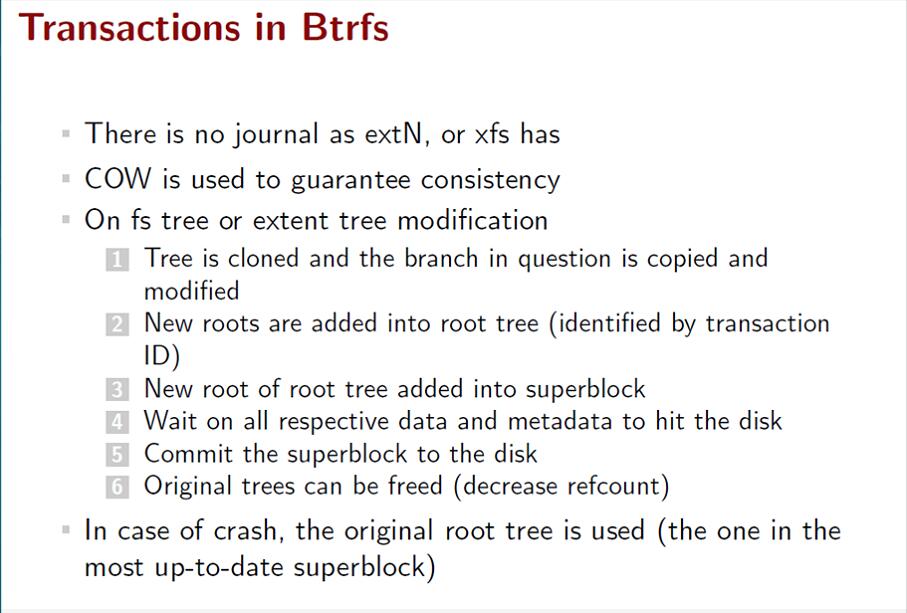 Transactions in Btrfs
▪ There is no journal as extN, or xfs has
▪ COW is used to guarantee consistency
▪ On fs tree or extent tree modification
1 Tree is cloned and the branch in question is copied and
modified
2 New roots are added into root tree (identified by transaction
ID)
3 New root of root tree added into superblock
4 Wait on all respective data and metadata to hit the disk
5 Commit the superblock to the disk
6 Original trees can be freed (decrease refcount)
▪ In case of crash, the original root tree is used (the one in the
most up-to-date superblock)